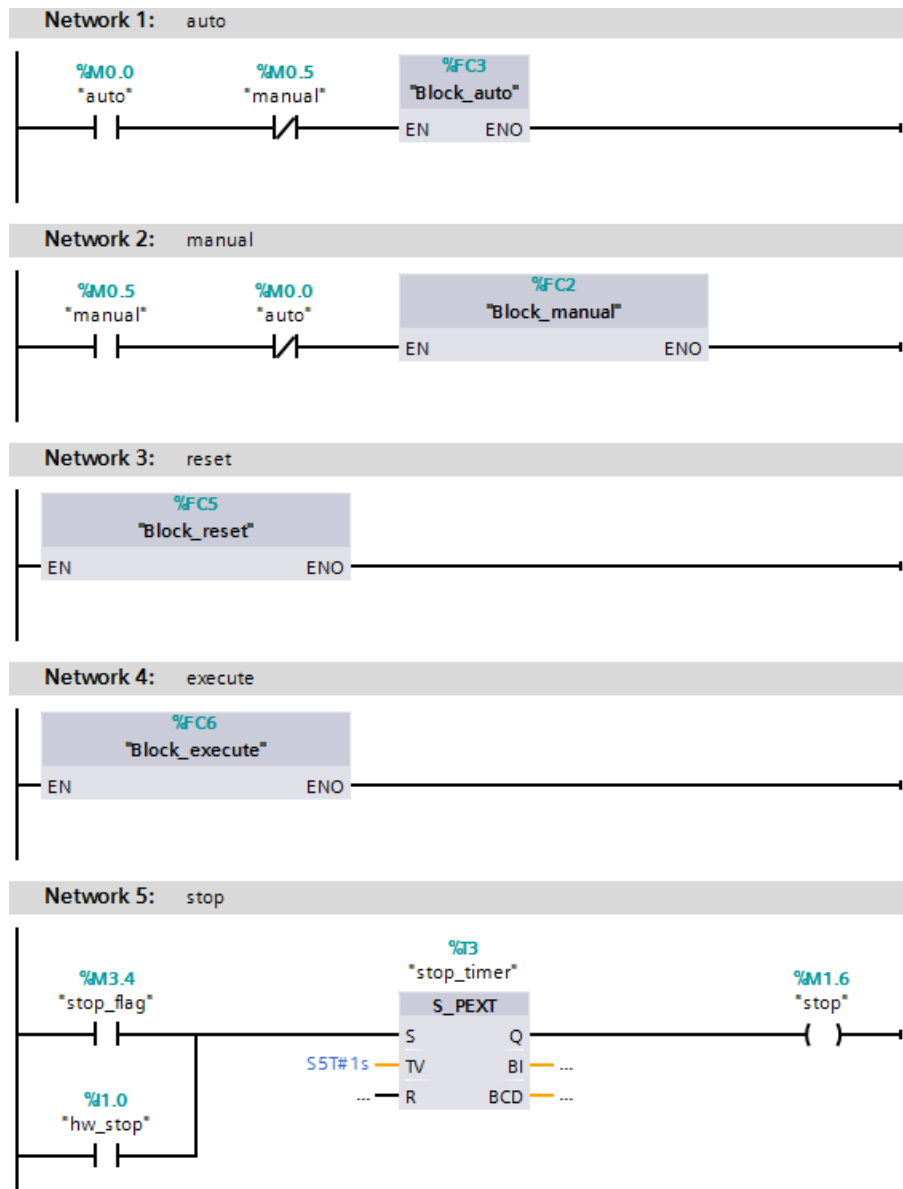 Network 1: auto
%M0.0 %M0.5 %FC3
"auto" "manual" "Block_auto"
EN ENO
Network 2: manual
%M0.5 %M0.0 %FC2
"manual" "auto" "Block_manual"
EN ENO
Network 3: reset
%FC5
"Block_reset"
EN ENO
Network 4: execute
%FC6
"Block_execute"
EN ENO
Network 5: stop
%T3
"stop_timer"
%M3.4 %M1.6
"stop_flag" S_PEXT "stop"
S Q
S5T#1s TV BI ...
%I1.0 ... R BCD ...
"hw_stop"